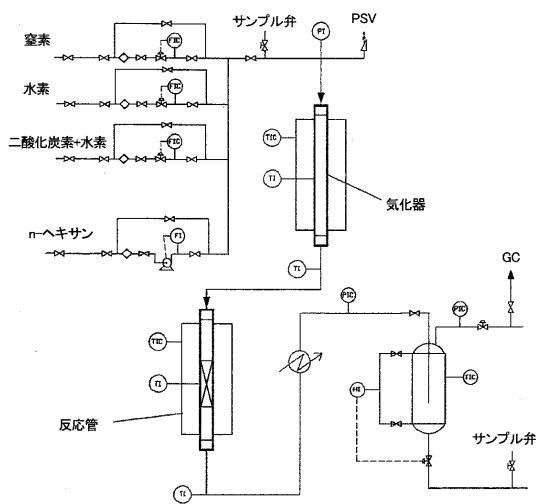 サンプル弁
PSV
窒素
FIC
PI
水素
FIC
二酸化炭素+水素
FIC
TIC
TI
気化器
n-ヘキサン
FI
TI
GC
PIC
PIC
TIC
TI
TIC
反応管
サンプル弁
TI